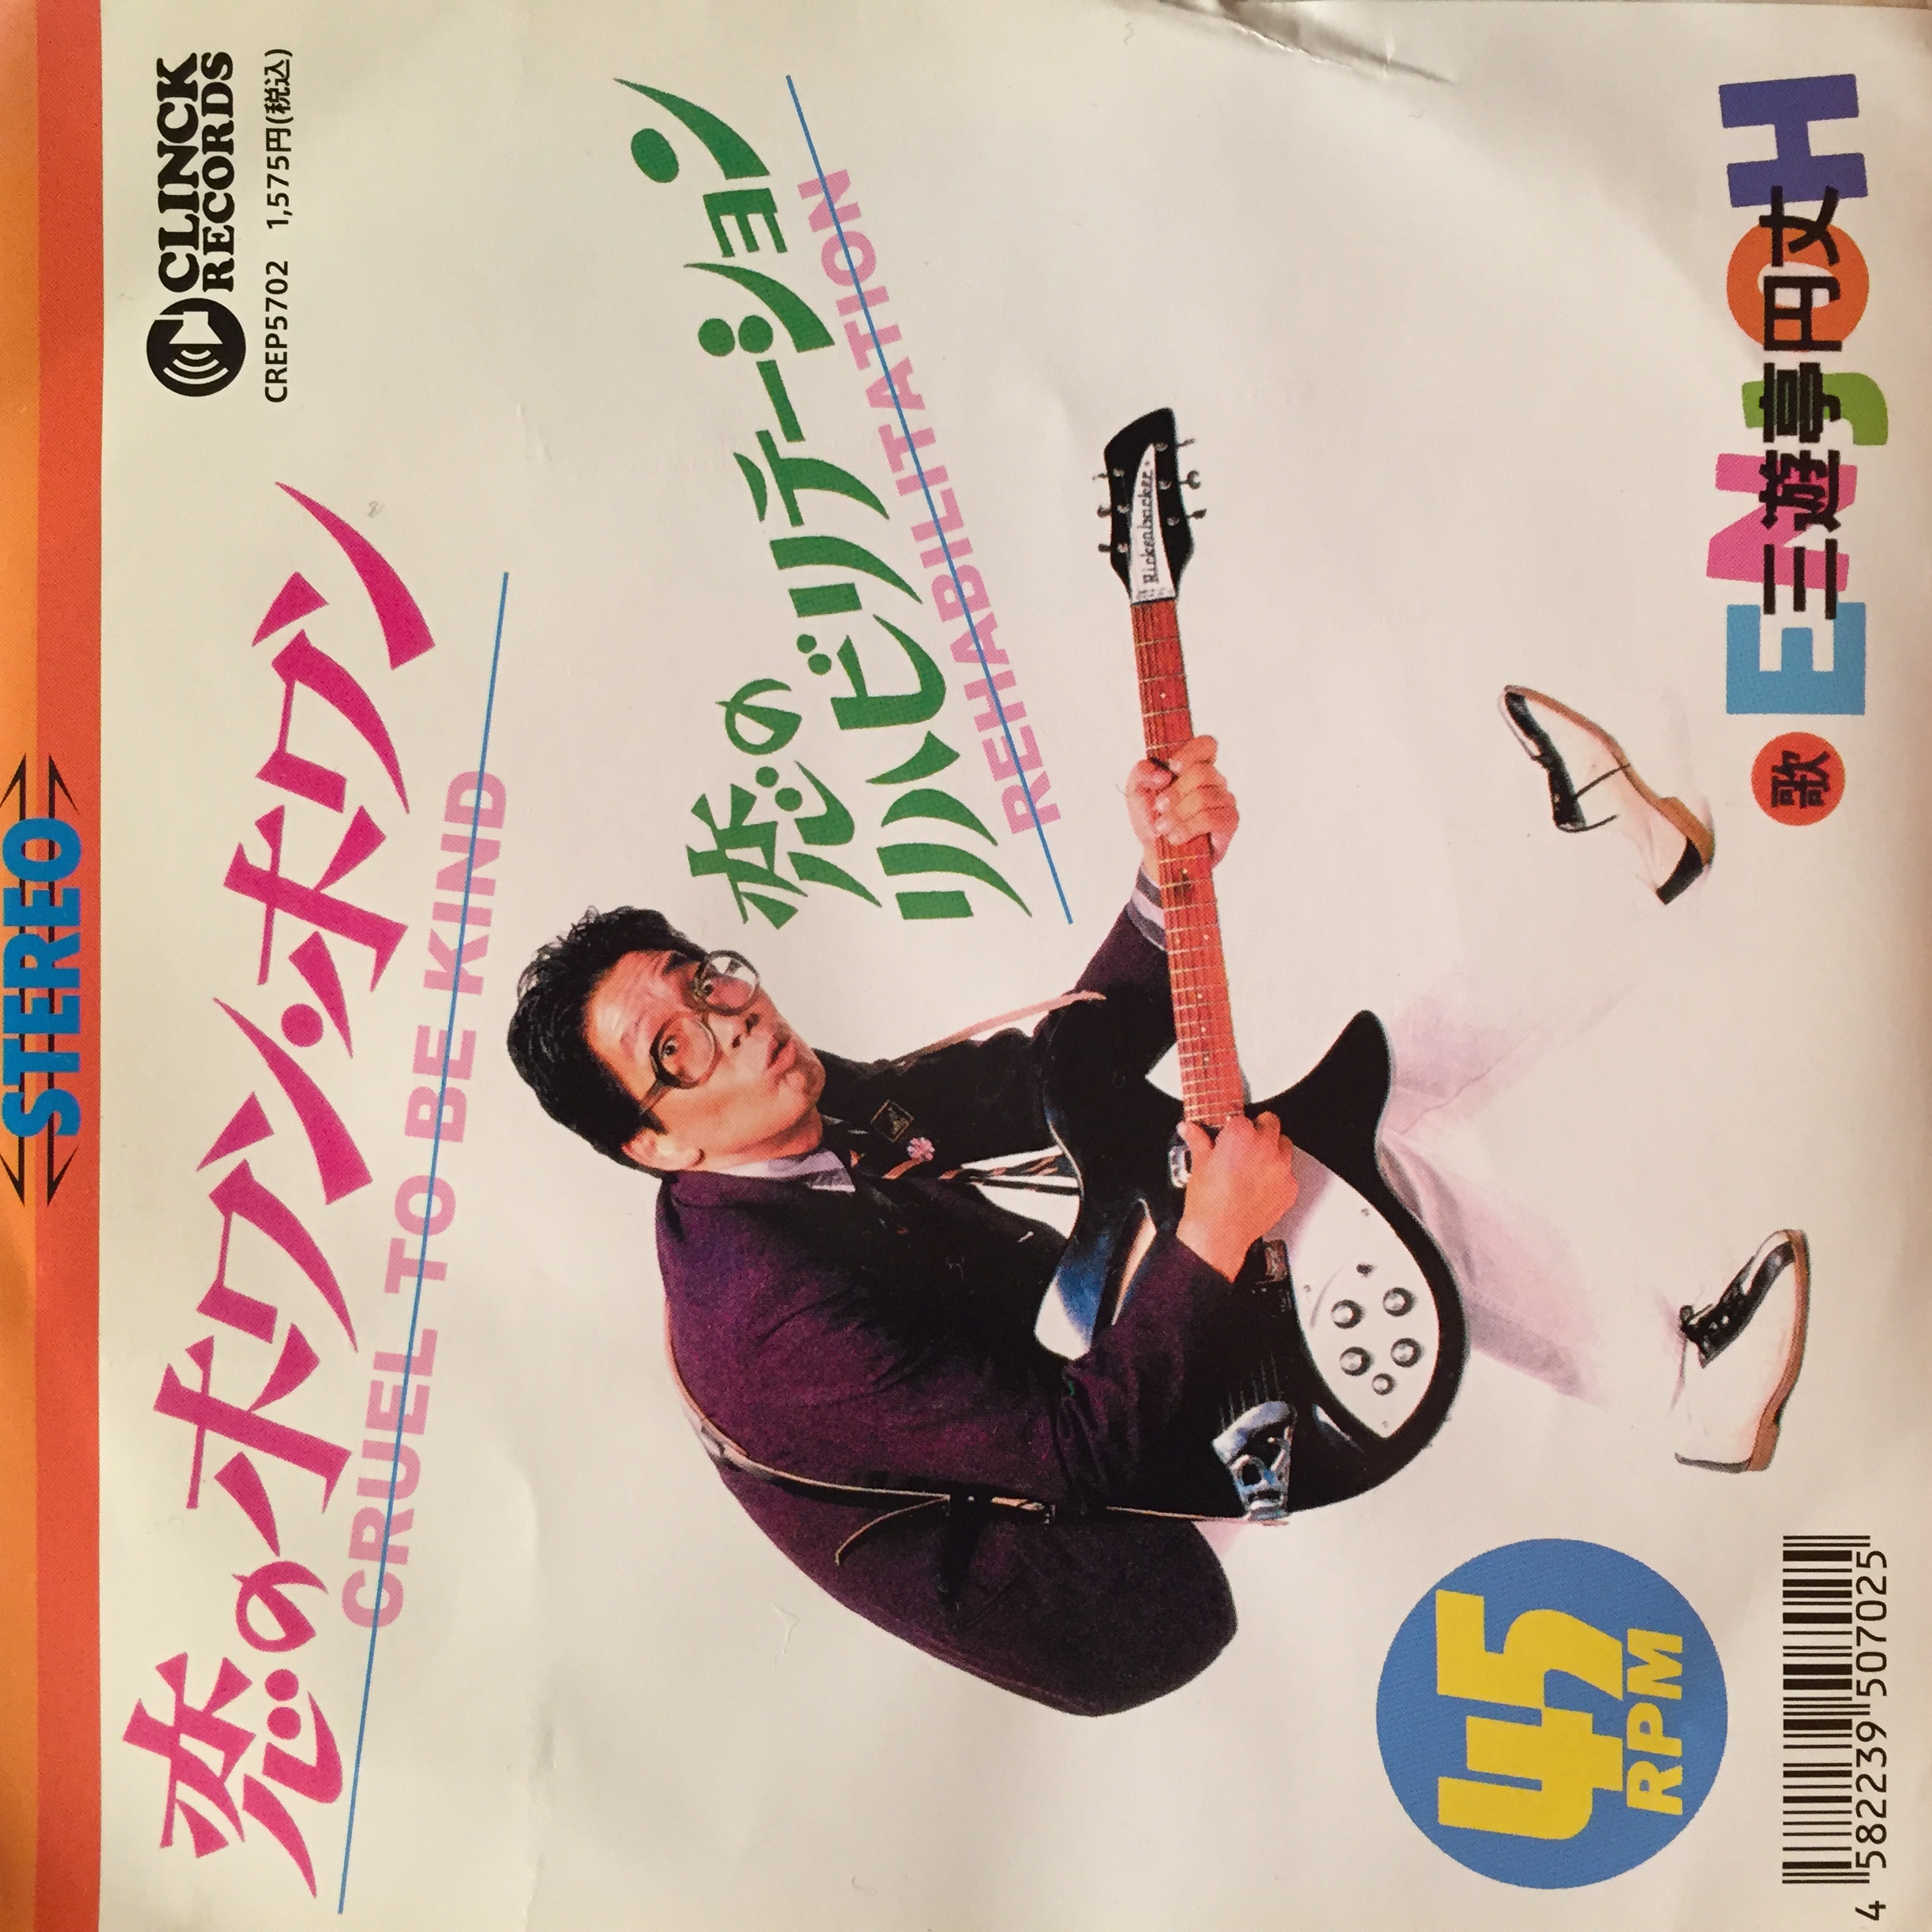 STEREO
CLINCK
RECORDS
CREP5702 1,575円(税込)
恋のホワン・ホワン
CRUEL TO BE KIND
恋の
リハビリテーション
REHABILITATION
Rickenbacker
R
45
RPM
歌
ENJOH
三遊亭円丈
4 582239 507025